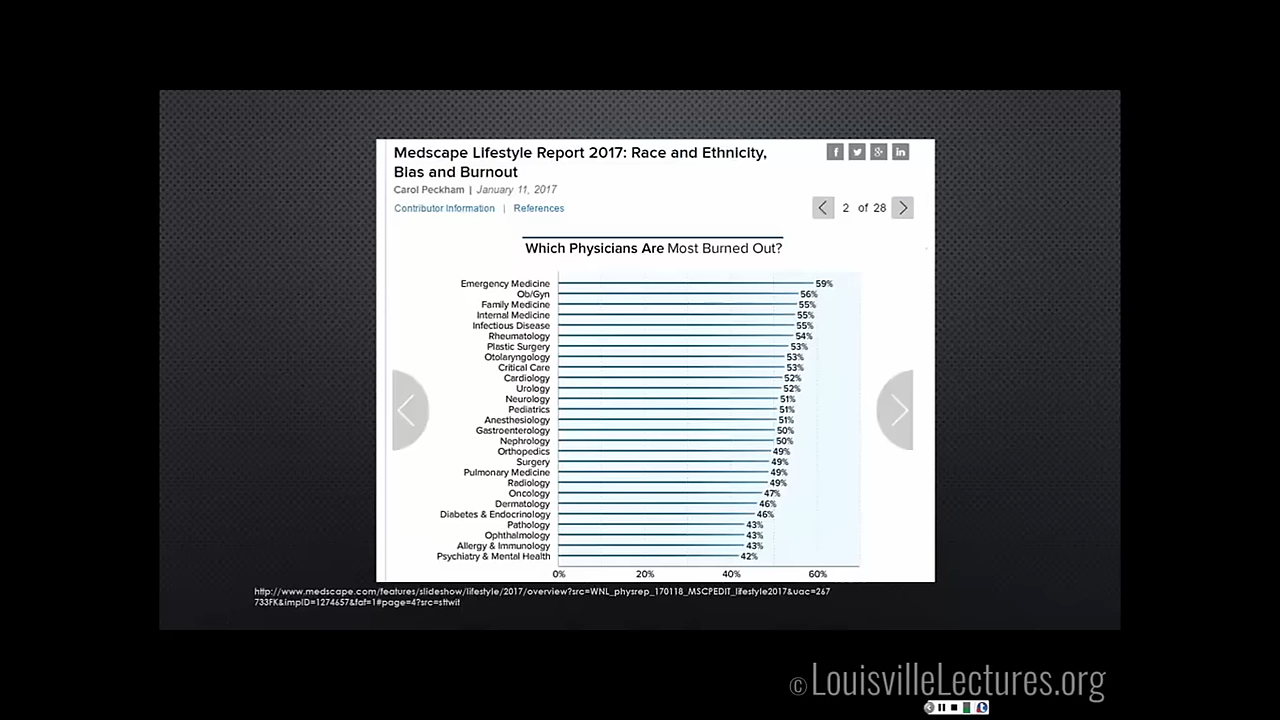 Medscape Lifestyle Report 2017: Race and Ethnicity,
Bias and Burnout
Carol Peckham | January 11, 2017
Contributor Information | References
2 of 28
Which Physicians Are Most Burned Out?
Emergency Medicine 59%
Ob/Gyn 56%
Family Medicine 55%
Internal Medicine 55%
Infectious Disease 55%
Rheumatology 54%
Plastic Surgery 53%
Otolaryngology 53%
Critical Care 53%
Cardiology 52%
Urology 52%
Neurology 51%
Pediatrics 51%
Anesthesiology 51%
Gastroenterology 50%
Nephrology 50%
Orthopedics 49%
Surgery 49%
Pulmonary Medicine 49%
Radiology 49%
Oncology 47%
Dermatology 46%
Diabetes & Endocrinology 46%
Pathology 43%
Ophthalmology 43%
Allergy & Immunology 43%
Psychiatry & Mental Health 42%
0% 20% 40% 60%
http://www.medscape.com/features/slideshow/lifestyle/2017/overview?src=WNL_physrep_170118_MSCPEDIT_lifestyle2017&uac=267
733FK&impID=1274657&faf=1#page=4?src=sttwit
© LouisvilleLectures.org